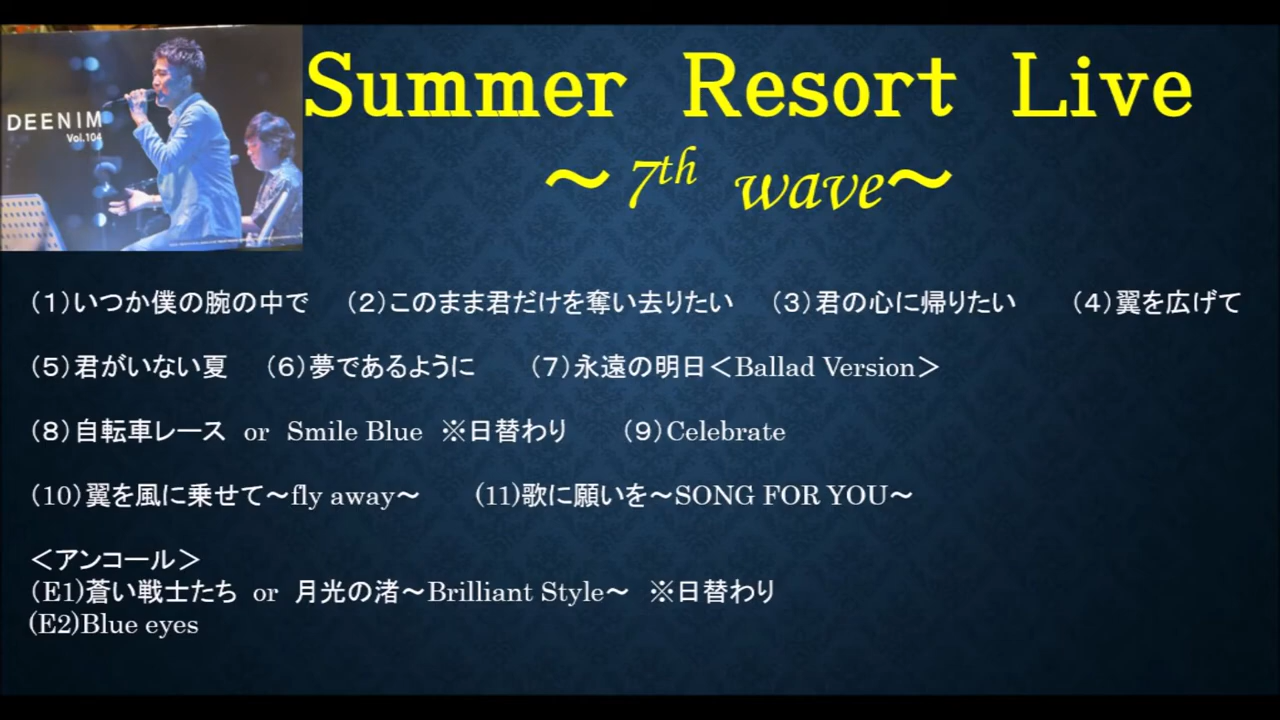 DEENIM
Vol.104
Summer Resort Live
～7th wave～
（1）いつか僕の腕の中で （2）このまま君だけを奪い去りたい （3）君の心に帰りたい （4）翼を広げて
（5）君がいない夏 （6）夢であるように （7）永遠の明日＜Ballad Version＞
（8）自転車レース or Smile Blue ※日替わり （9）Celebrate
（10）翼を風に乗せて～fly away～ (11)歌に願いを～SONG FOR YOU～
＜アンコール＞
（E1）蒼い戦士たち or 月光の渚～Brilliant Style～ ※日替わり
(E2)Blue eyes